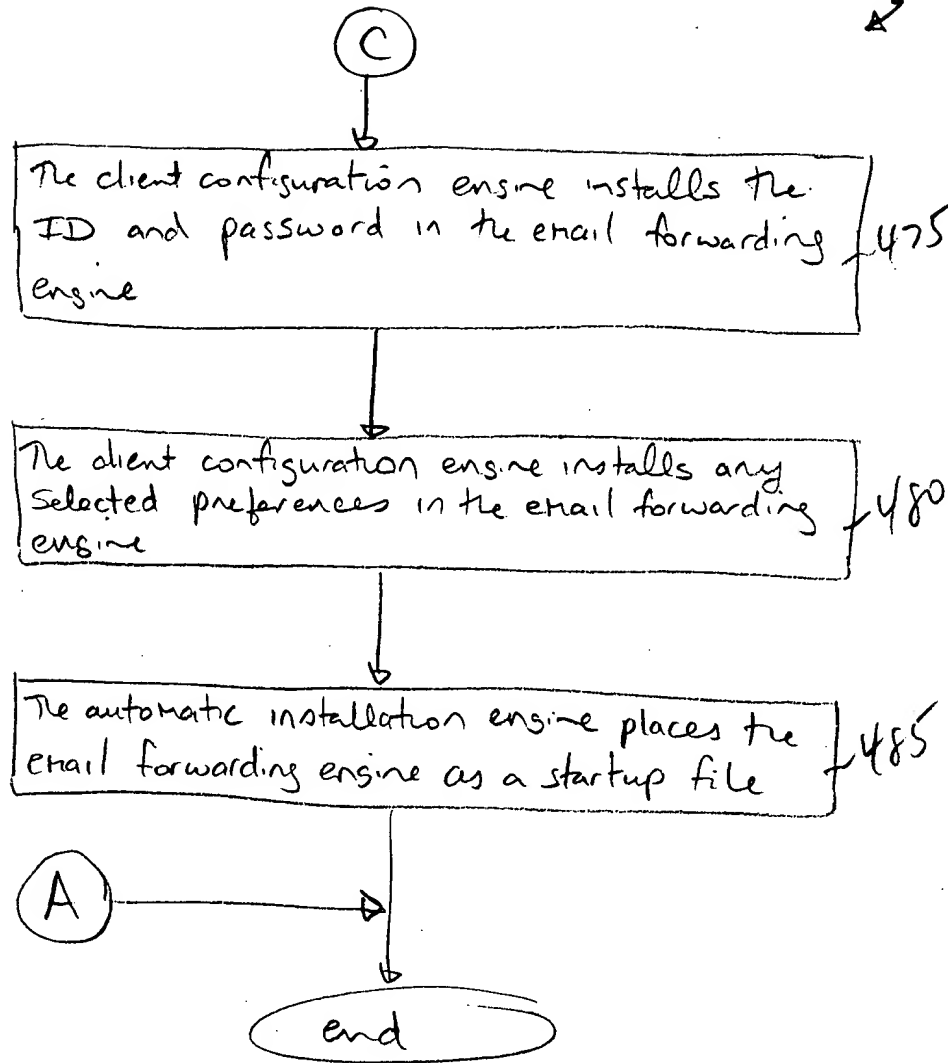 C
The client configuration engine installs the
ID and password in the email forwarding
engine
475
The client configuration engine installs any
selected preferences in the email forwarding
engine
480
The automatic installation engine places the
email forwarding engine as a startup file
485
A
end